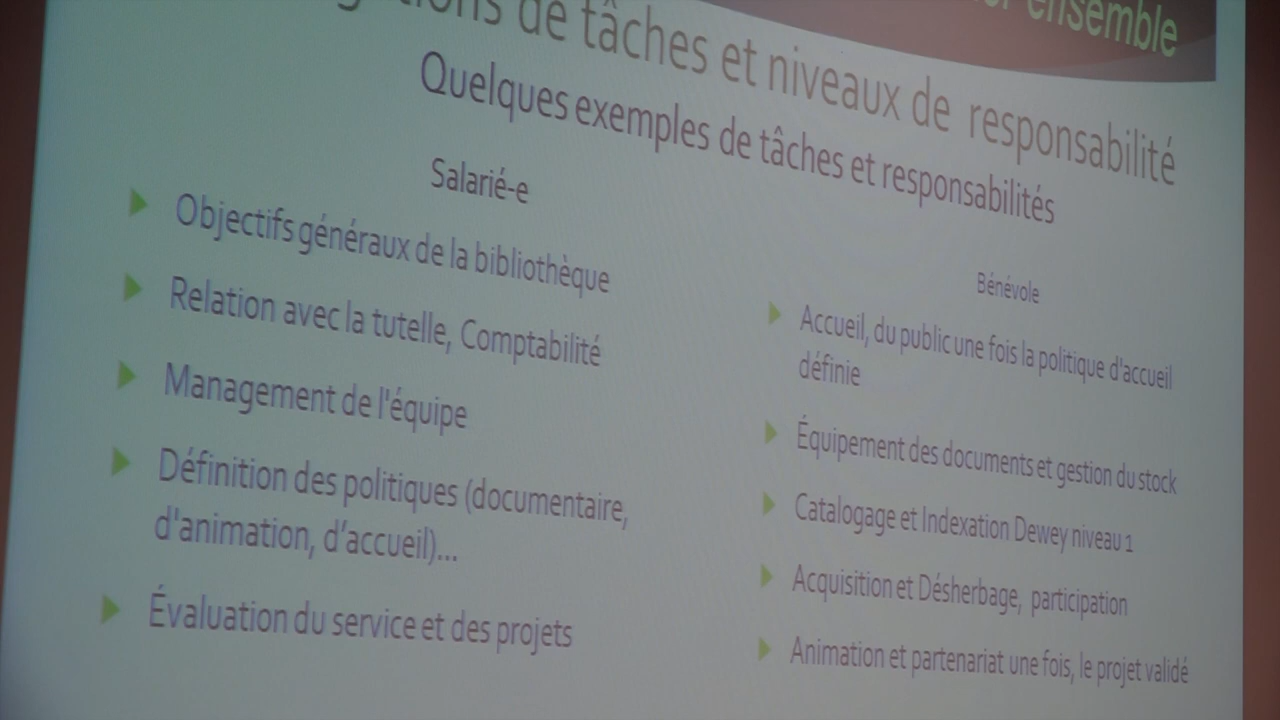 ensemble
de tâches et niveaux de responsabilité
Quelques exemples de tâches et responsabilités
Salarié-e
Objectifs généraux de la bibliothèque
Relation avec la tutelle, Comptabilité
Management de l'équipe
Définition des politiques (documentaire,
d'animation, d’accueil)...
Évaluation du service et des projets
Bénévole
Accueil, du public une fois la politique d'accueil
définie
Équipement des documents et gestion du stock
Catalogage et Indexation Dewey niveau 1
Acquisition et Désherbage, participation
Animation et partenariat une fois, le projet validé